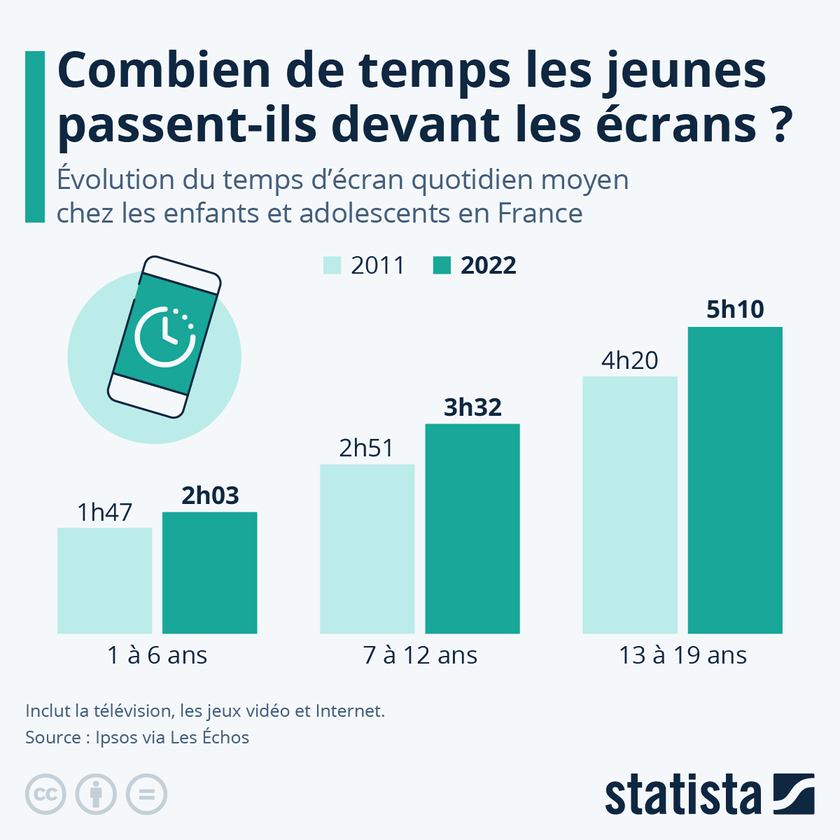 Combien de temps les jeunes
passent-ils devant les écrans ?
Évolution du temps d’écran quotidien moyen
chez les enfants et adolescents en France
2011 2022
1h47 2h03
2h51 3h32
4h20 5h10
1 à 6 ans 7 à 12 ans 13 à 19 ans
Inclut la télévision, les jeux vidéo et Internet.
Source : Ipsos via Les Échos
cc
statista